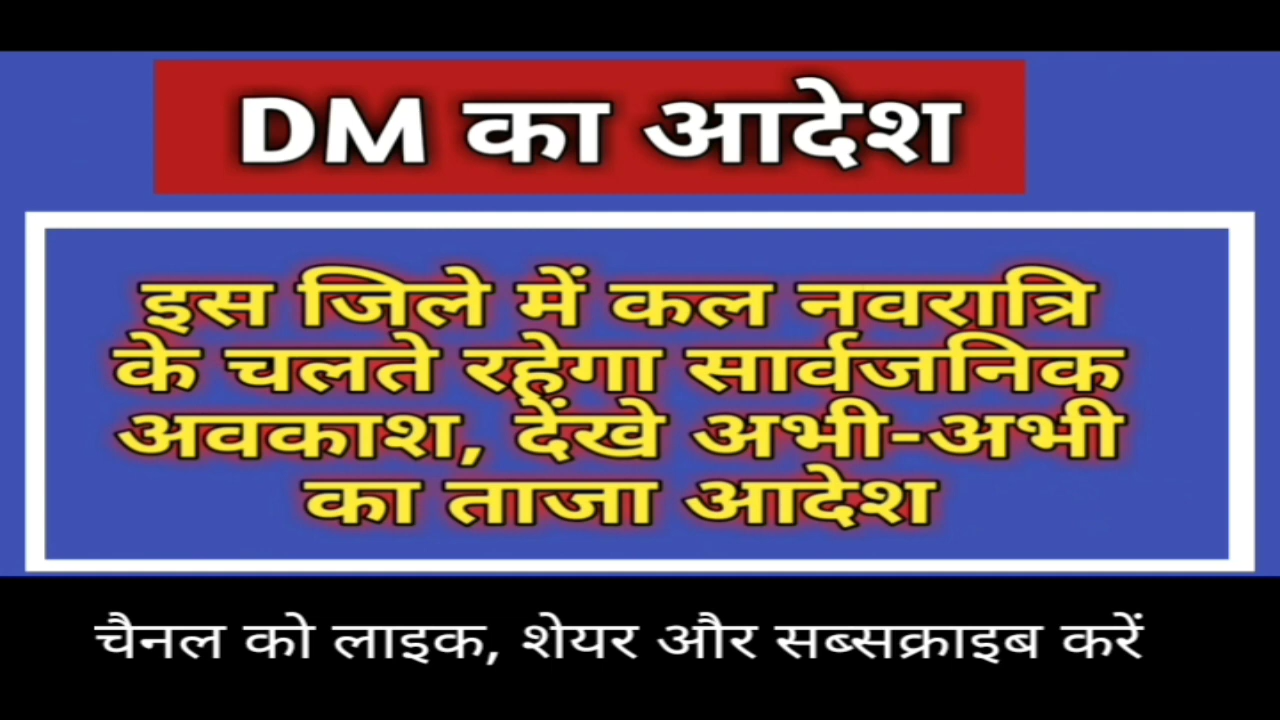 DM का आदेश
इस जिले में कल नवरात्रि
के चलते रहेगा सार्वजनिक
अवकाश, देंखे अभी-अभी
का ताजा आदेश
चैनल को लाइक, शेयर और सब्सक्राइब करें